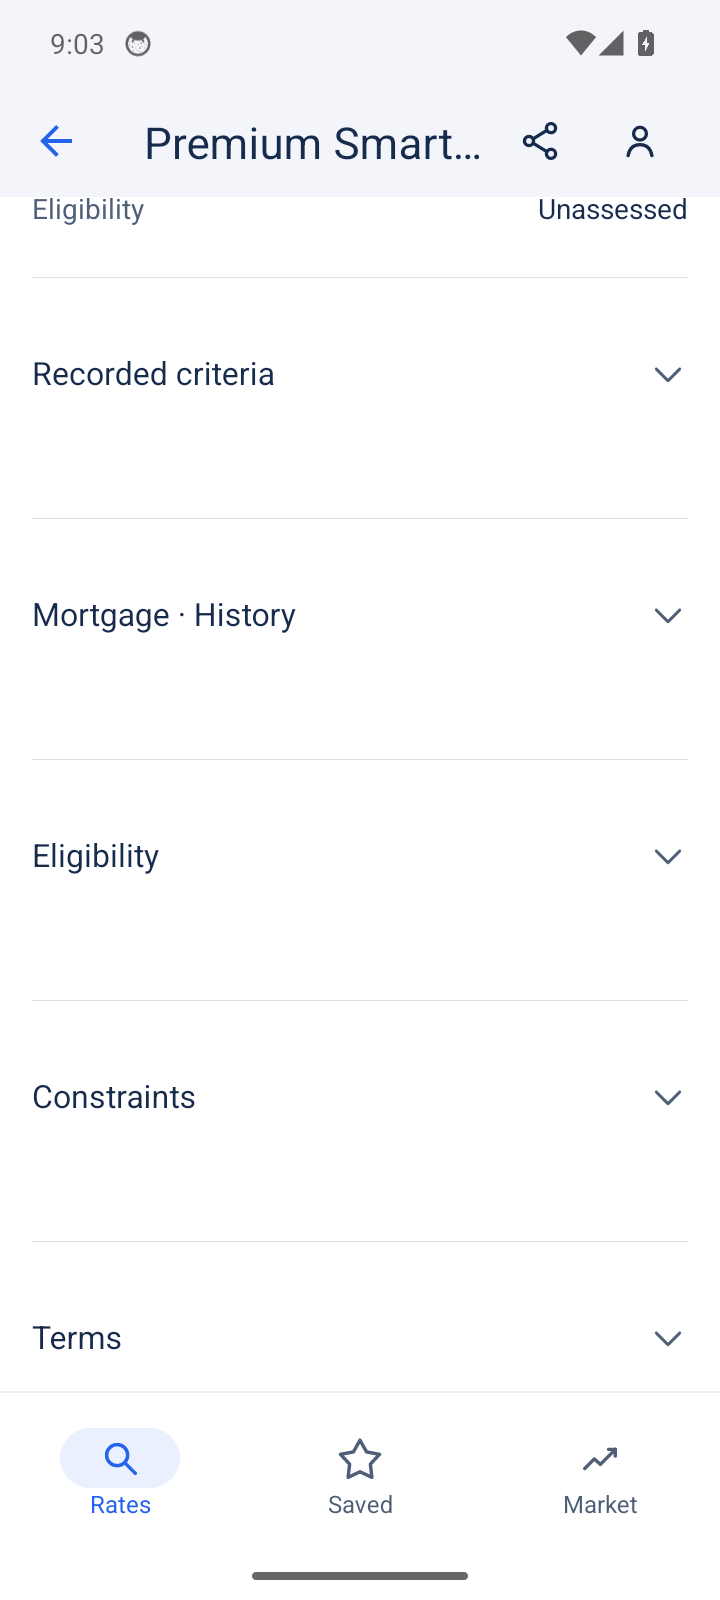 9:03
Premium Smart...
Eligibility
Unassessed
Recorded criteria
Mortgage · History
Eligibility
Constraints
Terms
Rates
Saved
Market